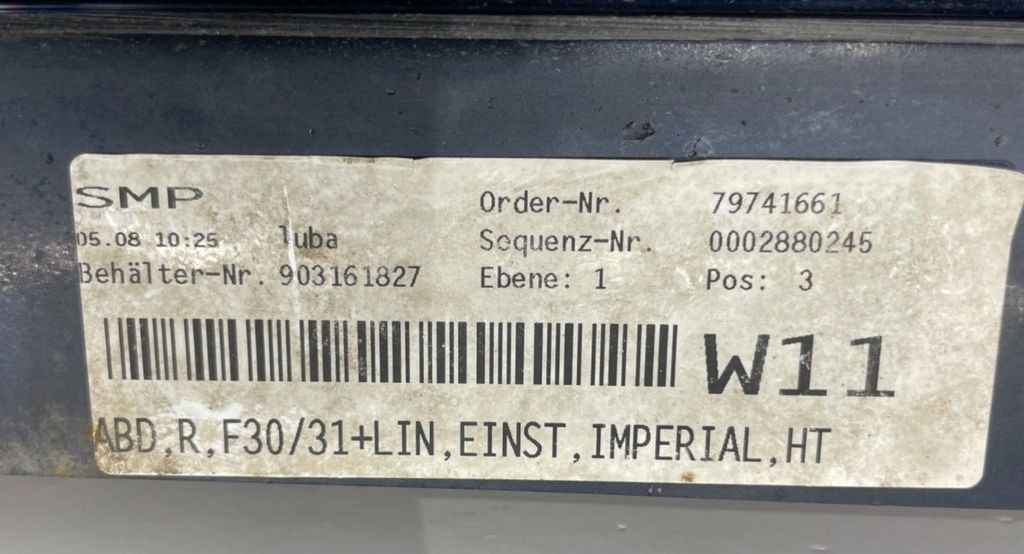 SMP Order-Nr. 79741661
05.08 10:25 luba Sequenz-Nr. 0002880245
Behälter-Nr. 903161827 Ebene: 1 Pos: 3
W11
ABD,R,F30/31+LIN,EINST,IMPERIAL,HT